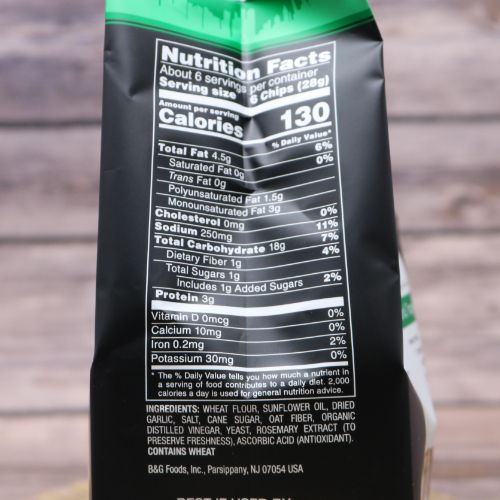 Nutrition Facts
About 6 servings per container
Serving size 6 Chips (28g)
Amount per serving
Calories 130
% Daily Value*
Total Fat 4.5g 6%
Saturated Fat 0g 0%
Trans Fat 0g
Polyunsaturated Fat 1.5g
Monounsaturated Fat 3g
Cholesterol 0mg 0%
Sodium 250mg 11%
Total Carbohydrate 18g 7%
Dietary Fiber 1g 4%
Total Sugars 1g
Includes 1g Added Sugars 2%
Protein 3g
Vitamin D 0mcg 0%
Calcium 10mg 0%
Iron 0.2mg 2%
Potassium 30mg 0%
* The % Daily Value tells you how much a nutrient in
a serving of food contributes to a daily diet. 2,000
calories a day is used for general nutrition advice.
INGREDIENTS: WHEAT FLOUR, SUNFLOWER OIL, DRIED
GARLIC, SALT, CANE SUGAR, OAT FIBER, ORGANIC
DISTILLED VINEGAR, YEAST, ROSEMARY EXTRACT (TO
PRESERVE FRESHNESS), ASCORBIC ACID (ANTIOXIDANT).
CONTAINS WHEAT
B&G Foods, Inc., Parsippany, NJ 07054 USA
BEST IF USED BY